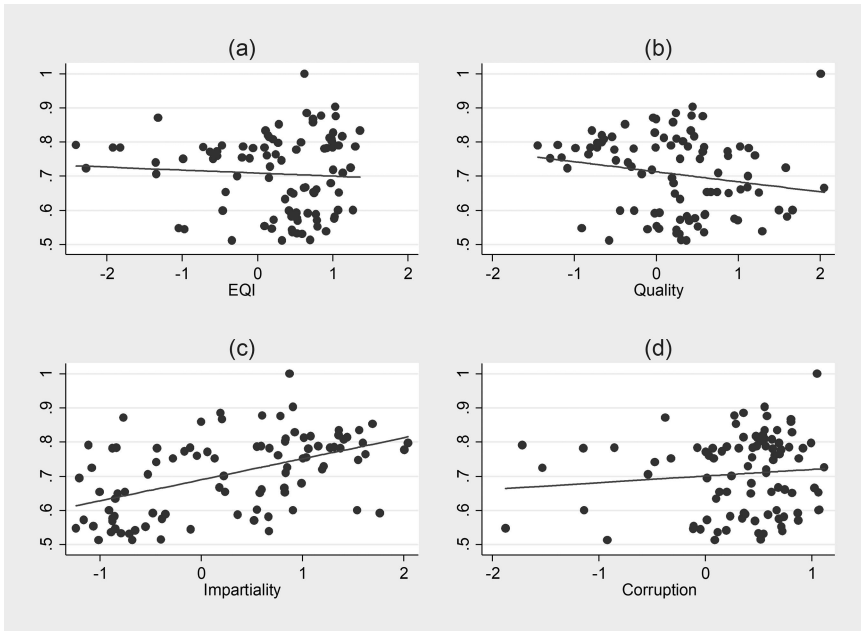 (a)
1
.9
.8
.7
.6
.5
-2 -1 0 1 2
EQI
(b)
1
.9
.8
.7
.6
.5
-2 -1 0 1 2
Quality
(c)
1
.9
.8
.7
.6
.5
-1 0 1 2
Impartiality
(d)
1
.9
.8
.7
.6
.5
-2 -1 0 1
Corruption